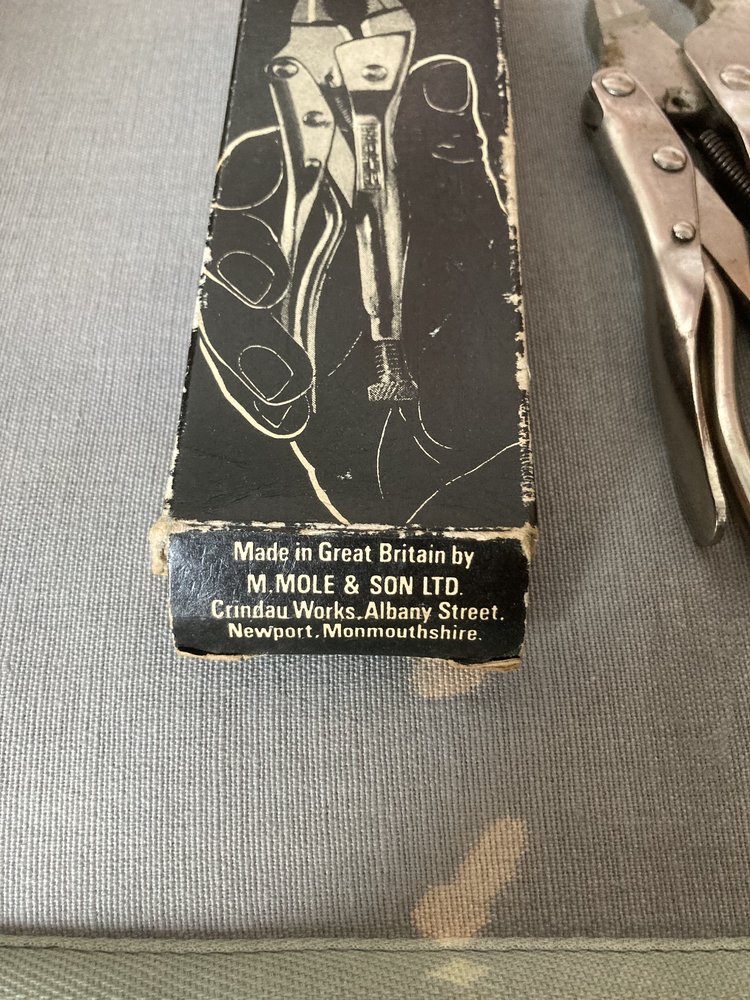 Made in Great Britain by
M.MOLE & SON LTD.
Crindau Works, Albany Street,
Newport, Monmouthshire.